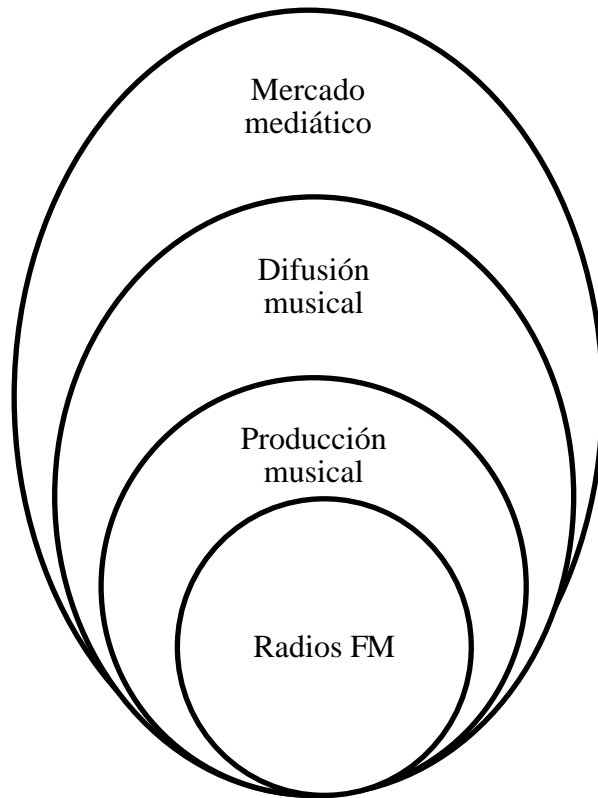 Mercado
mediático
Difusión
musical
Producción
musical
Radios FM